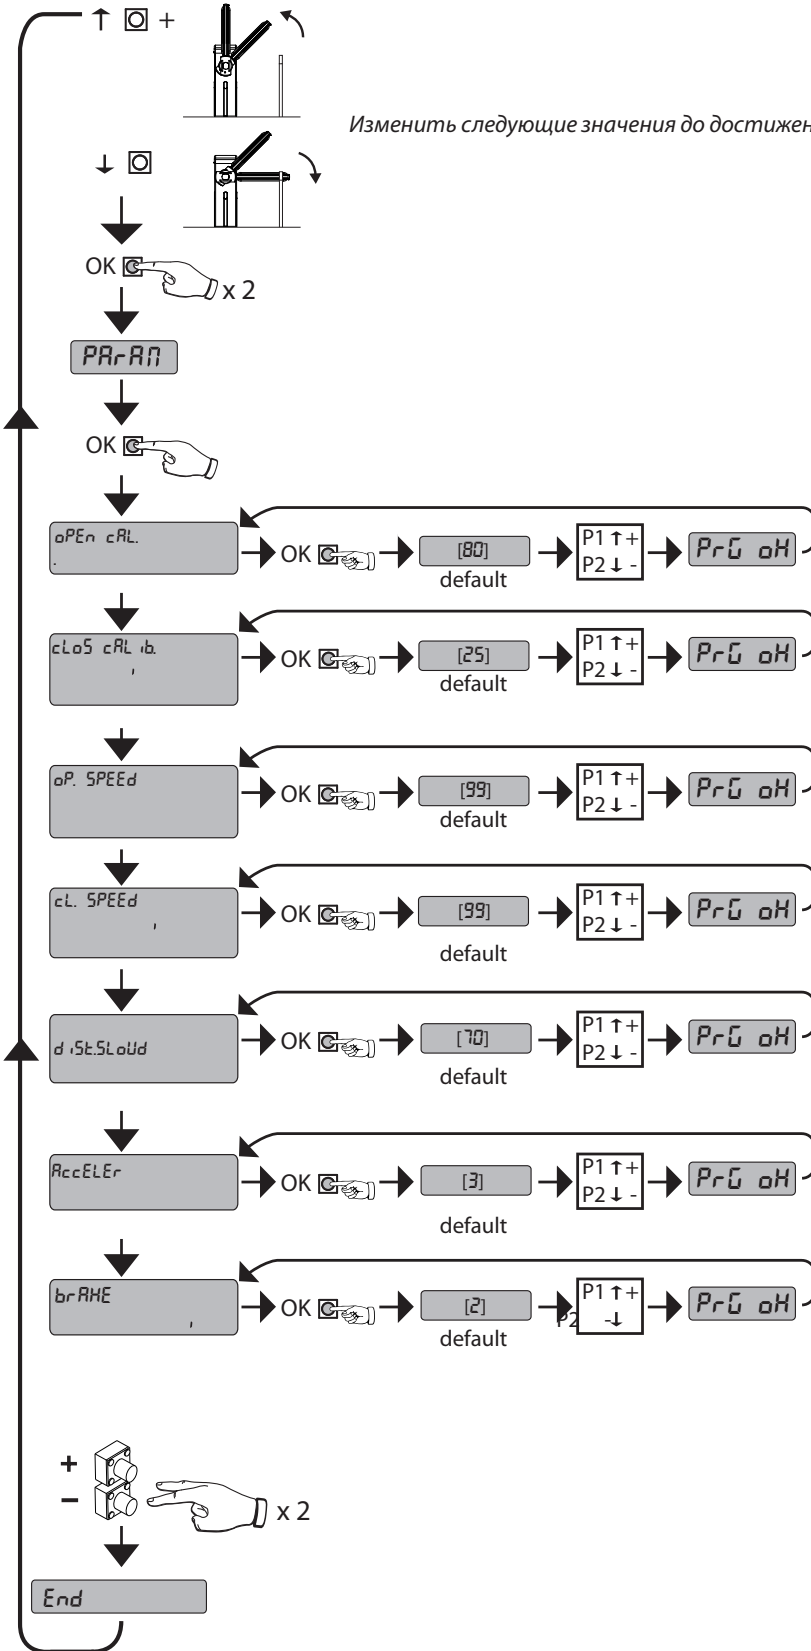 ↑ +
Изменить следующие значения до достижен
↓
OK x 2
PArAM
OK
oPEn cAL.
.
OK [80] P1 ↑ + P2 ↓ - PrG oK
default
cLoS cALib.
OK [25] P1 ↑ + P2 ↓ - PrG oK
default
oP. SPEEd
OK [99] P1 ↑ + P2 ↓ - PrG oK
default
cL. SPEEd
OK [99] P1 ↑ + P2 ↓ - PrG oK
default
diSt.SLoUd
OK [70] P1 ↑ + P2 ↓ - PrG oK
default
AccELEr
OK [3] P1 ↑ + P2 ↓ - PrG oK
default
brAKE
OK [2] P1 ↑ + P2 -↓ PrG oK
default
+
− x 2
End